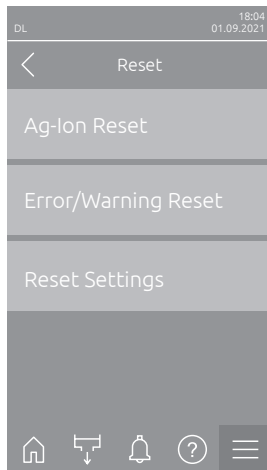 18:04
DL 01.09.2021
Reset
Ag-Ion Reset
Error/Warning Reset
Reset Settings
?